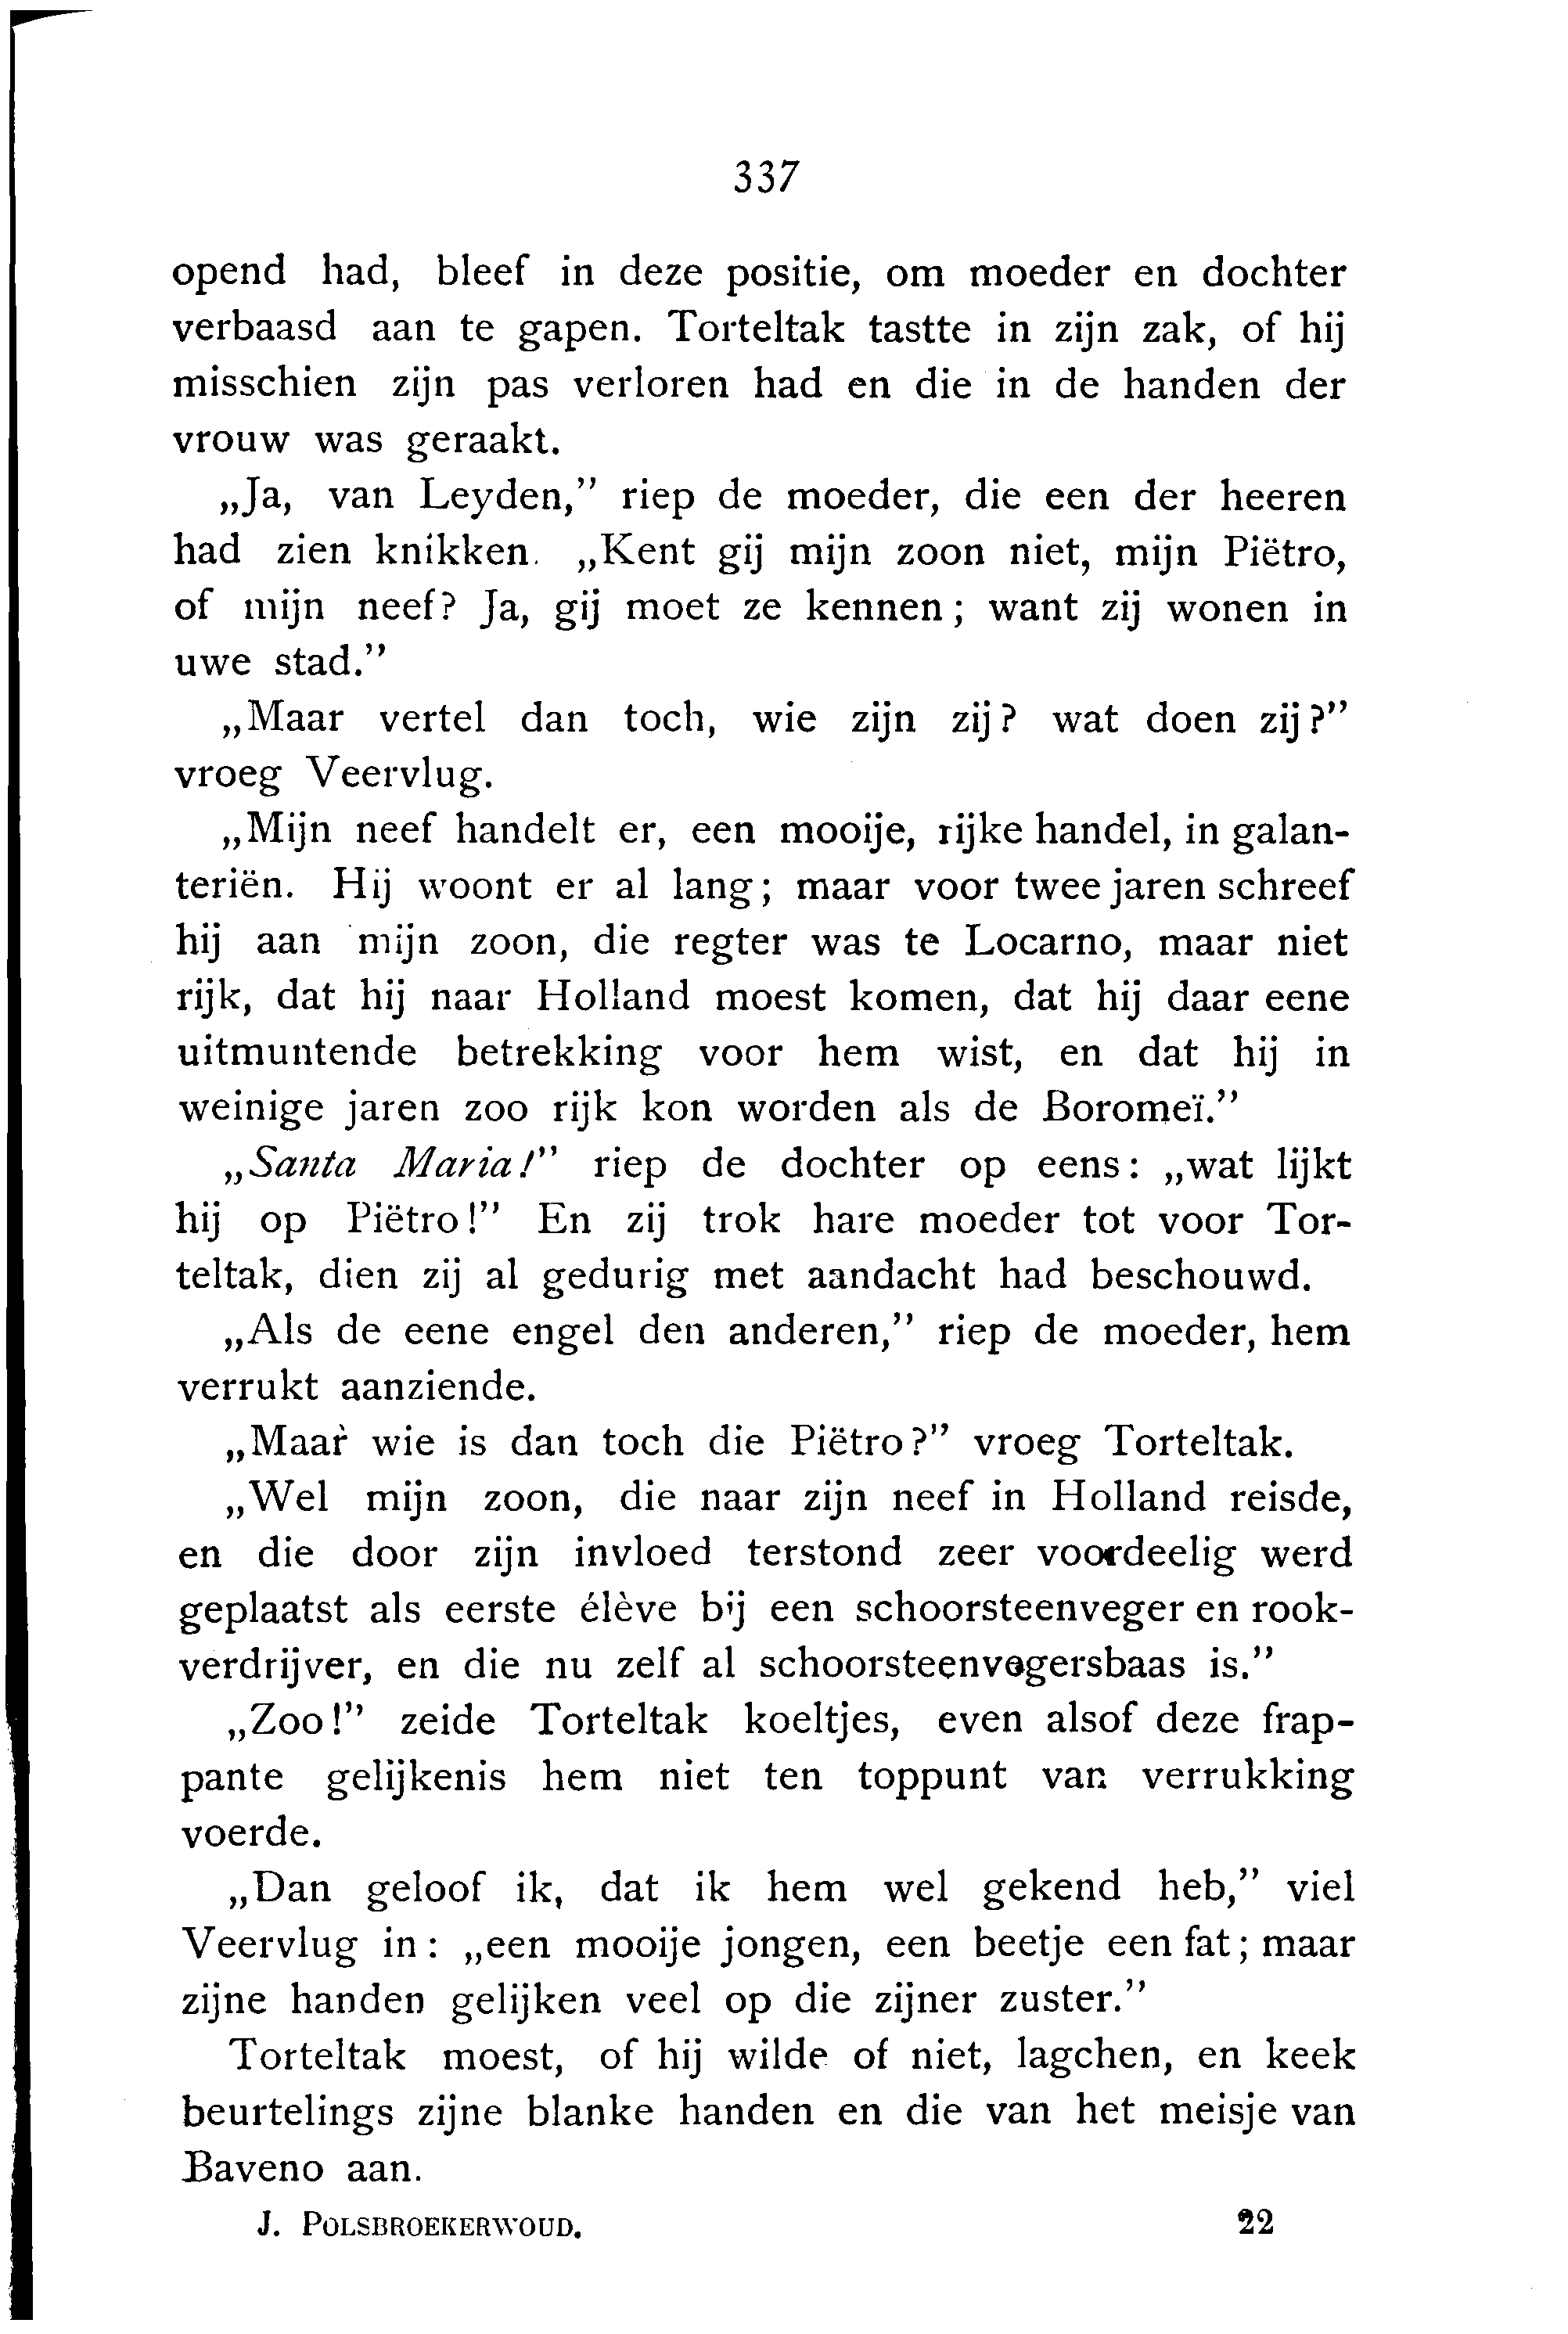 337
opend had, bleef in deze positie, om moeder en dochter
verbaasd aan te gapen. Torteltak tastte in zijn zak, of hij
misschien zijn pas verloren had en die in de handen der
vrouw was geraakt.
„Ja, van Leyden,” riep de moeder, die een der heeren
had zien knikken. „Kent gij mijn zoon niet, mijn Piëtro,
of mijn neef? Ja, gij moet ze kennen; want zij wonen in
uwe stad.”
„Maar vertel dan toch, wie zijn zij? wat doen zij?”
vroeg Veervlug.
„Mijn neef handelt er, een mooije, rijke handel, in galan-
teriën. Hij woont er al lang; maar voor twee jaren schreef
hij aan mijn zoon, die regter was te Locarno, maar niet
rijk, dat hij naar Holland moest komen, dat hij daar eene
uitmuntende betrekking voor hem wist, en dat hij in
weinige jaren zoo rijk kon worden als de Boromeï.”
„Santa Maria!” riep de dochter op eens: „wat lijkt
hij op Piëtro!” En zij trok hare moeder tot voor Tor-
teltak, dien zij al gedurig met aandacht had beschouwd.
„Als de eene engel den anderen,” riep de moeder, hem
verrukt aanziende.
„Maar wie is dan toch die Piëtro?” vroeg Torteltak.
„Wel mijn zoon, die naar zijn neef in Holland reisde,
en die door zijn invloed terstond zeer voordeelig werd
geplaatst als eerste élève bij een schoorsteenveger en rook-
verdrijver, en die nu zelf al schoorsteenvegersbaas is.”
„Zoo!” zeide Torteltak koeltjes, even alsof deze frap-
pante gelijkenis hem niet ten toppunt van verrukking
voerde.
„Dan geloof ik, dat ik hem wel gekend heb,” viel
Veervlug in: „een mooije jongen, een beetje een fat; maar
zijne handen gelijken veel op die zijner zuster.”
Torteltak moest, of hij wilde of niet, lagchen, en keek
beurtelings zijne blanke handen en die van het meisje van
Baveno aan.
J. POLSBROEKERWOUD. 22